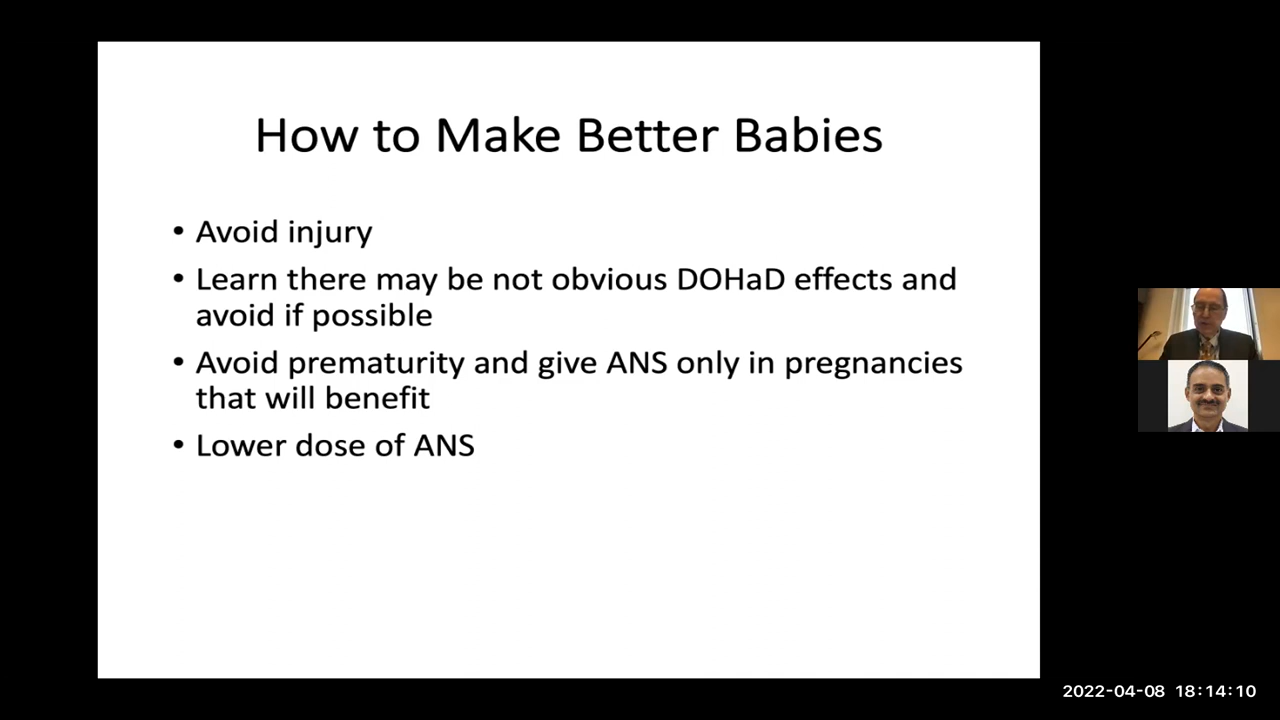 How to Make Better Babies
• Avoid injury
• Learn there may be not obvious DOHaD effects and
avoid if possible
• Avoid prematurity and give ANS only in pregnancies
that will benefit
• Lower dose of ANS
2022-04-08 18:14:10